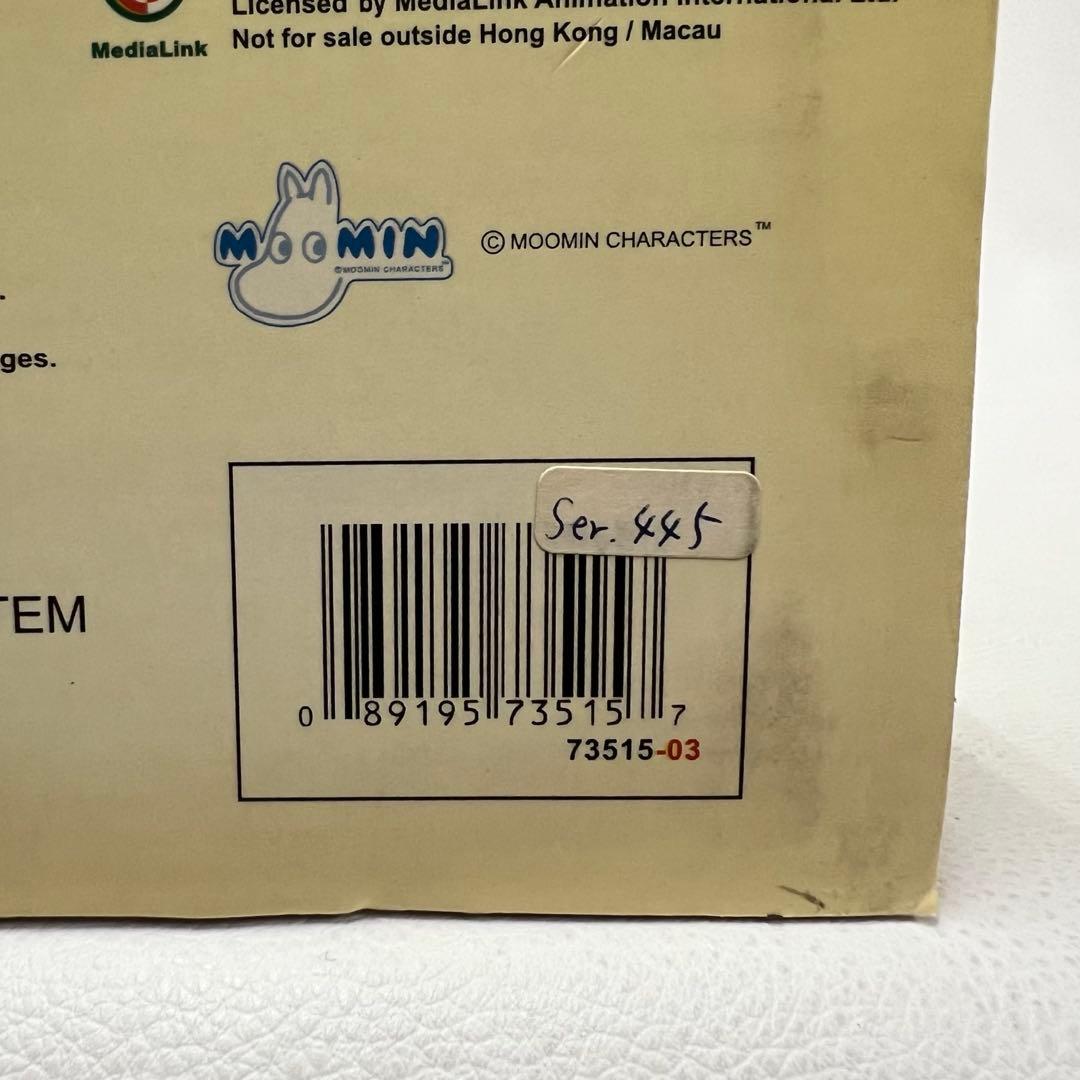 Licensed by MediaLink Animation International Ltd.
MediaLink
Not for sale outside Hong Kong / Macau
MOOMIN
©MOOMIN CHARACTERS™
© MOOMIN CHARACTERS™
ges.
Ser. 445
TEM
0 89195 73515 7
73515-03